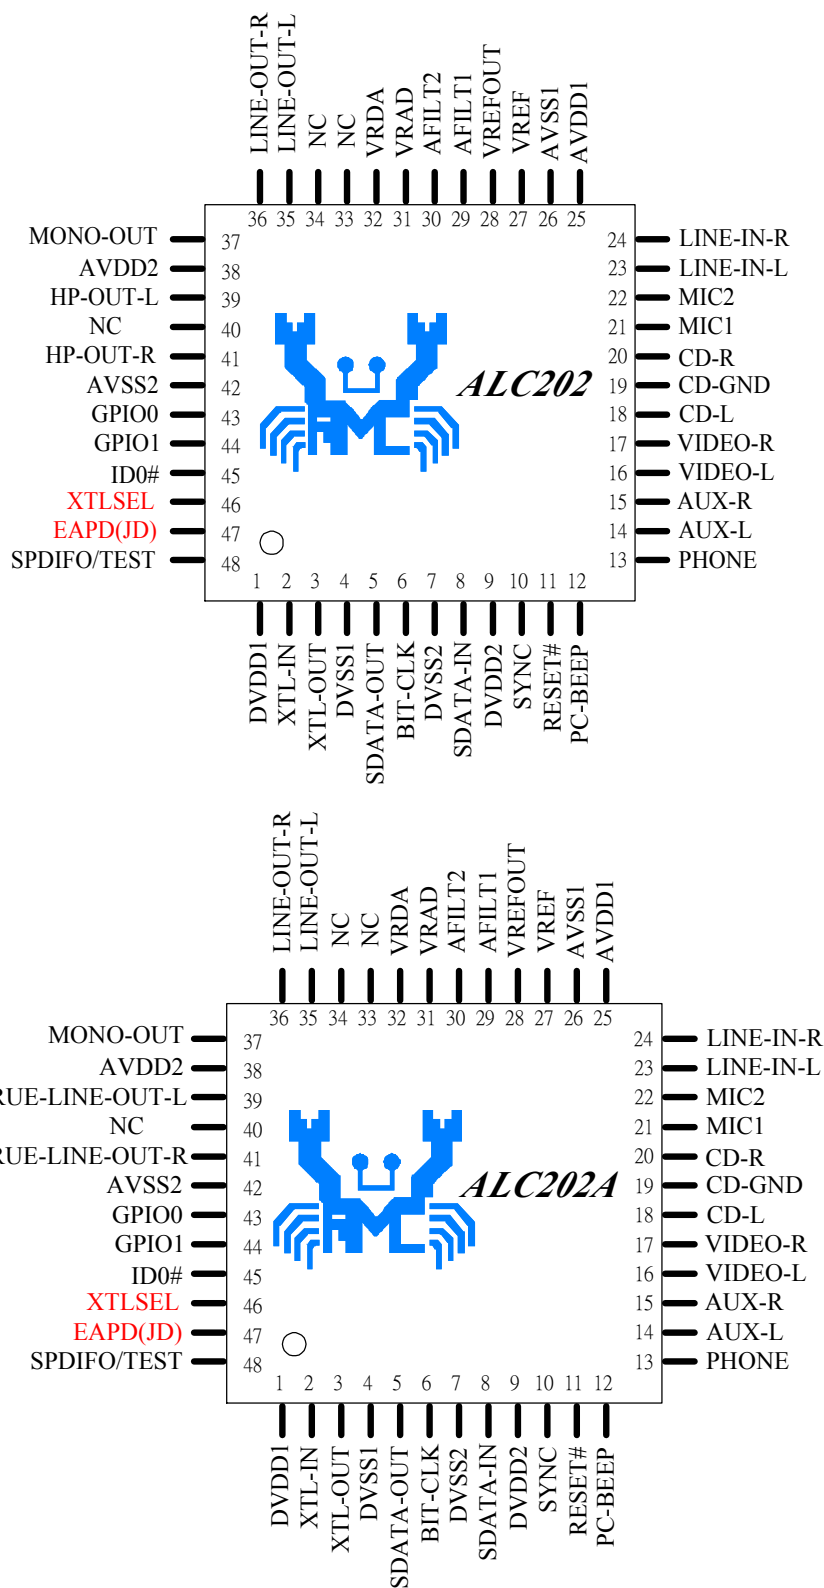 LINE-OUT-R
LINE-OUT-L
NC
NC
VRDA
VRAD
AFILT2
AFILT1
VREFOUT
VREF
AVSS1
AVDD1
36 35 34 33 32 31 30 29 28 27 26 25
MONO-OUT 37 24 LINE-IN-R
AVDD2 38 23 LINE-IN-L
HP-OUT-L 39 22 MIC2
NC 40 21 MIC1
HP-OUT-R 41 20 CD-R
AVSS2 42 ALC202 19 CD-GND
GPIO0 43 18 CD-L
GPIO1 44 17 VIDEO-R
ID0# 45 16 VIDEO-L
XTLSEL 46 15 AUX-R
EAPD(JD) 47 14 AUX-L
SPDIFO/TEST 48 13 PHONE
1 2 3 4 5 6 7 8 9 10 11 12
DVDD1
XTL-IN
XTL-OUT
DVSS1
SDATA-OUT
BIT-CLK
DVSS2
SDATA-IN
DVDD2
SYNC
RESET#
PC-BEEP
LINE-OUT-R
LINE-OUT-L
NC
NC
VRDA
VRAD
AFILT2
AFILT1
VREFOUT
VREF
AVSS1
AVDD1
36 35 34 33 32 31 30 29 28 27 26 25
MONO-OUT 37 24 LINE-IN-R
AVDD2 38 23 LINE-IN-L
RUE-LINE-OUT-L 39 22 MIC2
NC 40 21 MIC1
RUE-LINE-OUT-R 41 20 CD-R
AVSS2 42 ALC202A 19 CD-GND
GPIO0 43 18 CD-L
GPIO1 44 17 VIDEO-R
ID0# 45 16 VIDEO-L
XTLSEL 46 15 AUX-R
EAPD(JD) 47 14 AUX-L
SPDIFO/TEST 48 13 PHONE
1 2 3 4 5 6 7 8 9 10 11 12
DVDD1
XTL-IN
XTL-OUT
DVSS1
SDATA-OUT
BIT-CLK
DVSS2
SDATA-IN
DVDD2
SYNC
RESET#
PC-BEEP